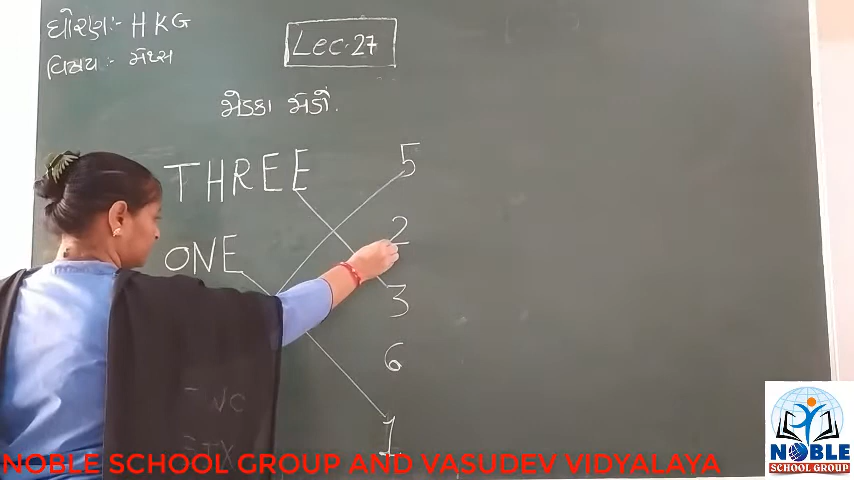 ધોરણ:- HKG
વિષય:- મેથ્સ
Lec:27
જોડકા જોડો.
THREE 5
ONE 2
3
6
1
NOBLE SCHOOL GROUP AND VASUDEV VIDYALAYA
NOBLE
SCHOOL GROUP